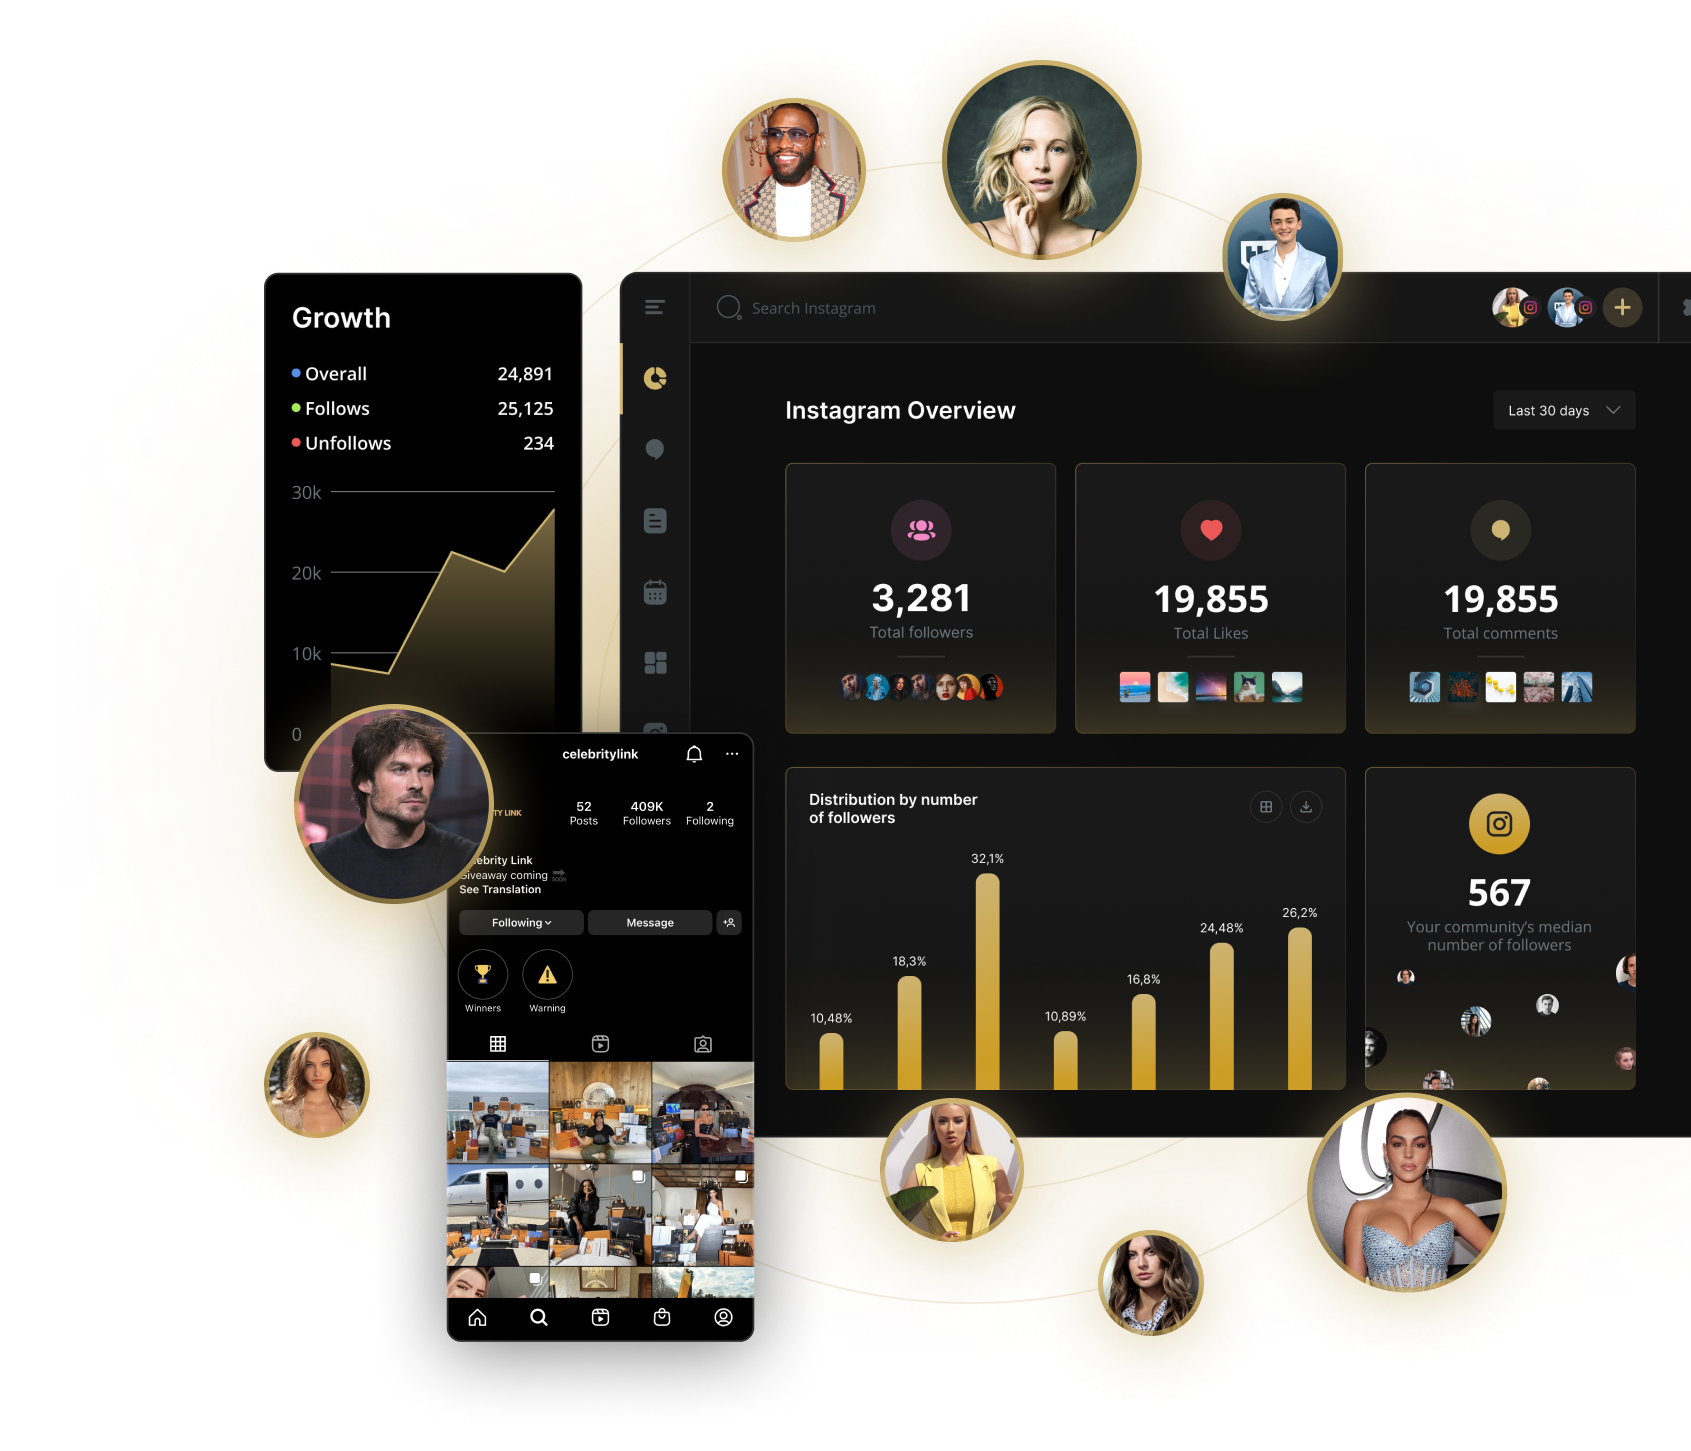 Growth
Overall 24,891
Follows 25,125
Unfollows 234
30k
20k
10k
0
Search Instagram
Instagram Overview
Last 30 days
3,281
Total followers
19,855
Total Likes
19,855
Total comments
Distribution by number
of followers
10,48%
18,3%
32,1%
10,89%
16,8%
24,48%
26,2%
567
Your community's median
number of followers
celebritylink
TY LINK
52 409K 2
Posts Followers Following
ebrity Link
Giveaway coming SOON
See Translation
Following Message
Winners Warning